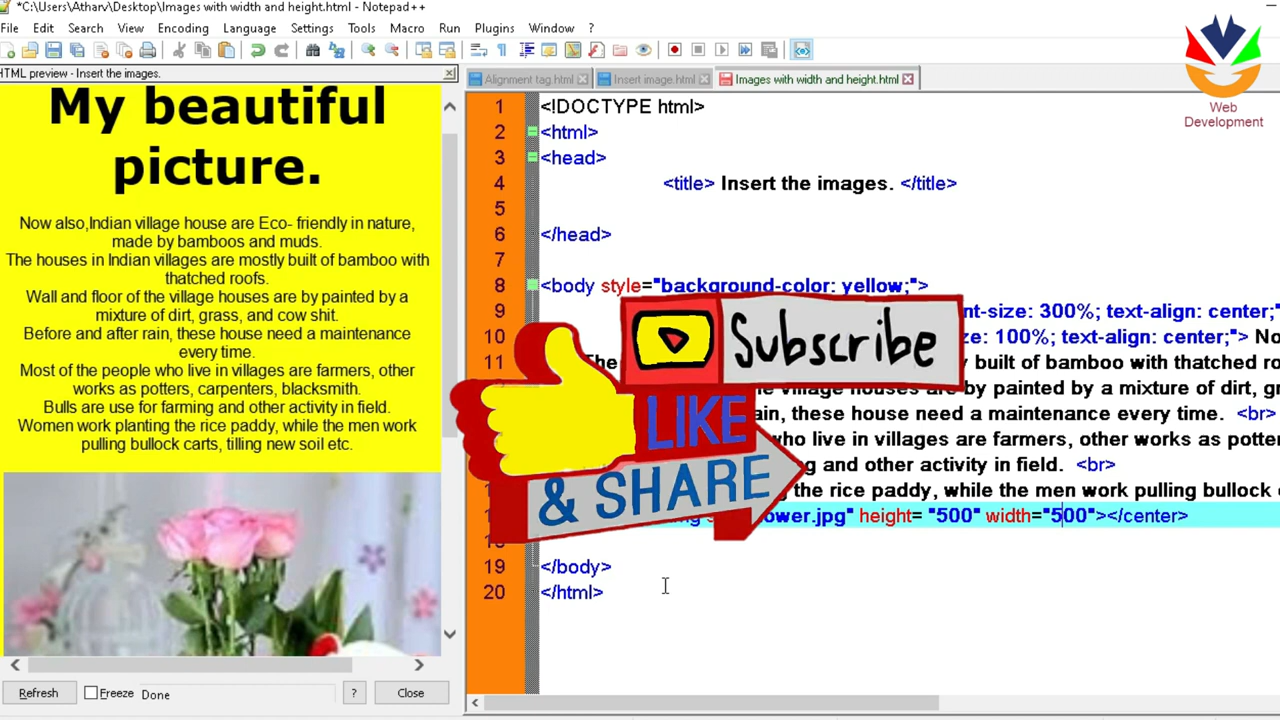 *C:\Users\Atharv\Desktop\Images with width and height.html - Notepad++
File Edit Search View Encoding Language Settings Tools Macro Run Plugins Window ?
HTML preview - Insert the images.
Alignment tag.html Insert image.html Images with width and height.html
Web
Development
My beautiful
picture.
Now also,Indian village house are Eco- friendly in nature,
made by bamboos and muds.
The houses in Indian villages are mostly built of bamboo with
thatched roofs.
Wall and floor of the village houses are by painted by a
mixture of dirt, grass, and cow shit.
Before and after rain, these house need a maintenance
every time.
Most of the people who live in villages are farmers, other
works as potters, carpenters, blacksmith.
Bulls are use for farming and other activity in field.
Women work planting the rice paddy, while the men work
pulling bullock carts, tilling new soil etc.
Refresh Freeze Done ? Close
1 <!DOCTYPE html>
2 <html>
3 <head>
4 <title> Insert the images. </title>
5
6 </head>
7
8 <body style="background-color: yellow;">
9 nt-size: 300%; text-align: center;"
10 ze: 100%; text-align: center;"> No
11 The y built of bamboo with thatched
e village houses are by painted by a mixture of dirt, gr
ain, these house need a maintenance every time. <br>
who live in villages are farmers, other works as potte
g and other activity in field. <br>
g the rice paddy, while the men work pulling bullock
ower.jpg" height= "500" width="500"></center>
19 </body>
20 </html>
Subscribe
LIKE
& SHARE